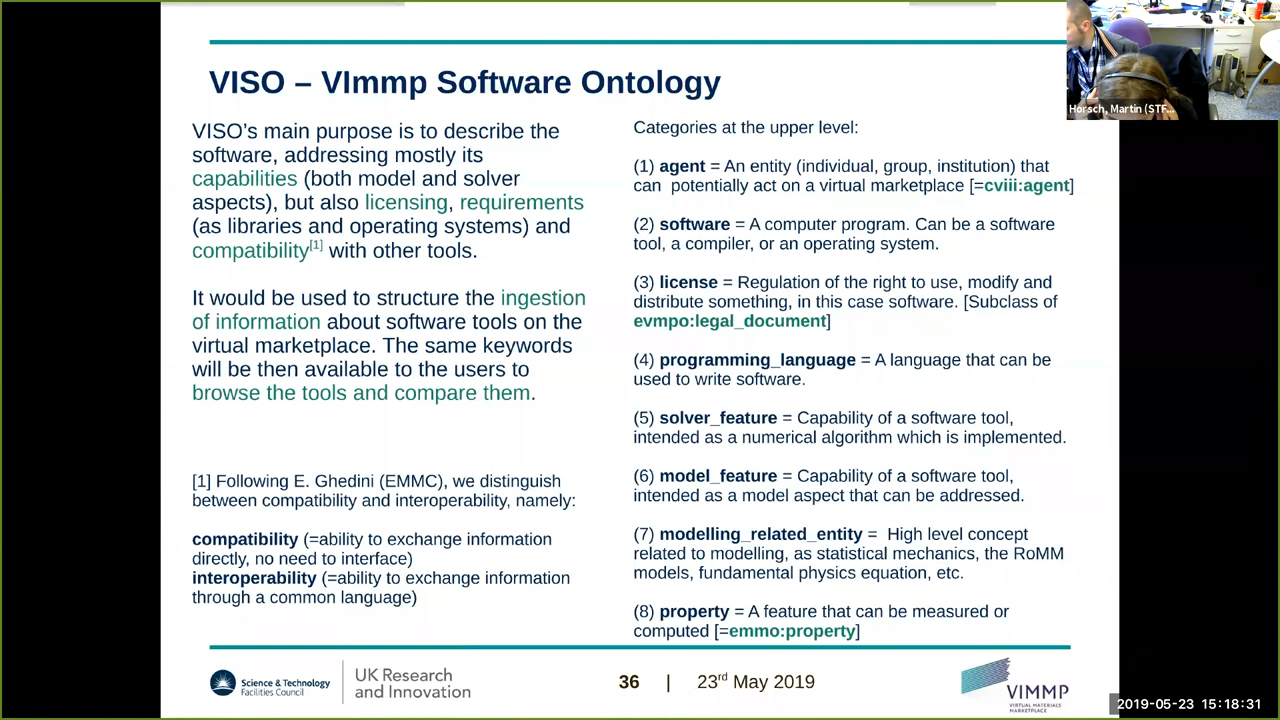 VISO – VImmp Software Ontology
VISO's main purpose is to describe the
software, addressing mostly its
capabilities (both model and solver
aspects), but also licensing, requirements
(as libraries and operating systems) and
compatibility[1] with other tools.
It would be used to structure the ingestion
of information about software tools on the
virtual marketplace. The same keywords
will be then available to the users to
browse the tools and compare them.
[1] Following E. Ghedini (EMMC), we distinguish
between compatibility and interoperability, namely:
compatibility (=ability to exchange information
directly, no need to interface)
interoperability (=ability to exchange information
through a common language)
Categories at the upper level:
(1) agent = An entity (individual, group, institution) that
can potentially act on a virtual marketplace [=cviii:agent]
(2) software = A computer program. Can be a software
tool, a compiler, or an operating system.
(3) license = Regulation of the right to use, modify and
distribute something, in this case software. [Subclass of
evmpo:legal_document]
(4) programming_language = A language that can be
used to write software.
(5) solver_feature = Capability of a software tool,
intended as a numerical algorithm which is implemented.
(6) model_feature = Capability of a software tool,
intended as a model aspect that can be addressed.
(7) modelling_related_entity = High level concept
related to modelling, as statistical mechanics, the RoMM
models, fundamental physics equation, etc.
(8) property = A feature that can be measured or
computed [=emmo:property]
Horsch, Martin (STF...
Science & Technology
Facilities Council
UK Research
and Innovation
36 | 23rd May 2019
VIMMP
VIRTUAL MATERIALS
MARKETPLACE
2019-05-23 15:18:31